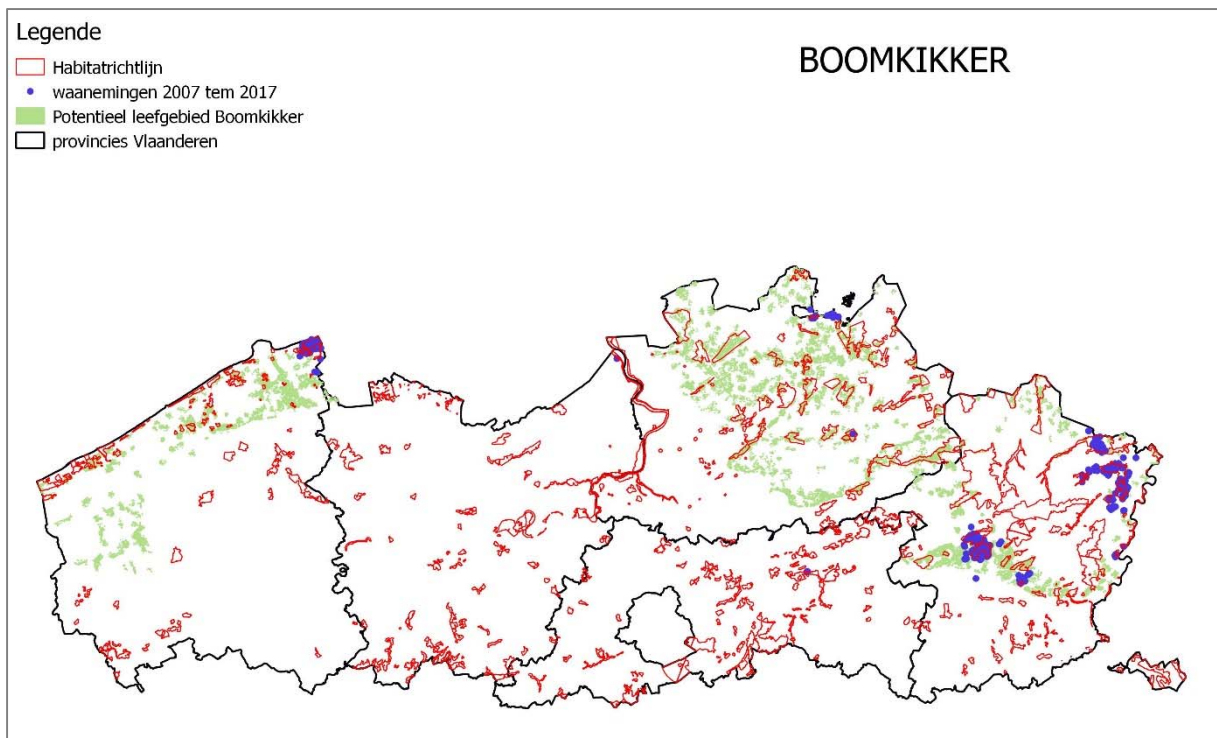 Legende
Habitatrichtlijn
waanemingen 2007 tem 2017
Potentieel leefgebied Boomkikker
provincies Vlaanderen
BOOMKIKKER